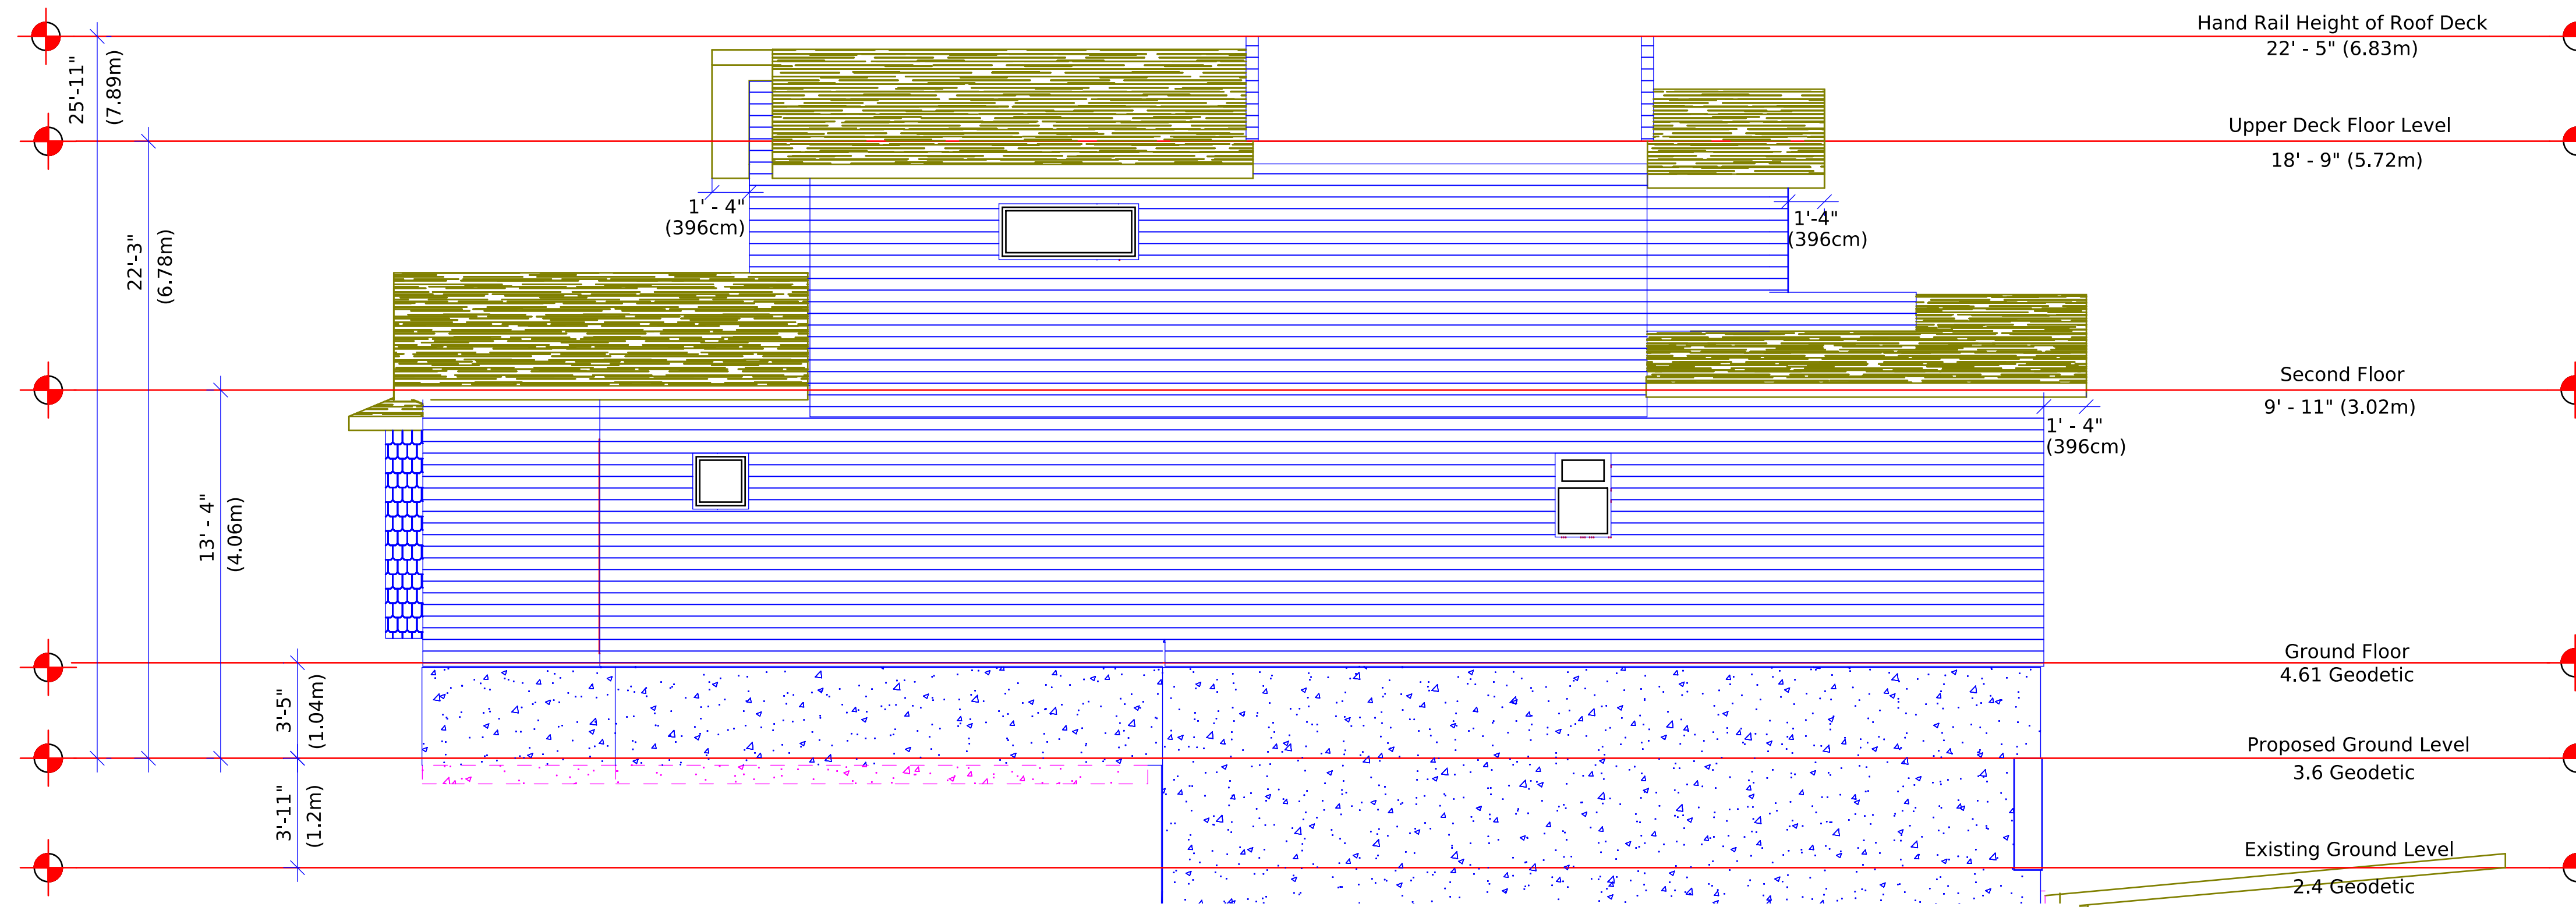 Hand Rail Height of Roof Deck
22' - 5" (6.83m)
25'-11"
(7.89m)
Upper Deck Floor Level
18' - 9" (5.72m)
1' - 4"
(396cm)
1'-4"
(396cm)
22'-3"
(6.78m)
Second Floor
9' - 11" (3.02m)
1' - 4"
(396cm)
13' - 4"
(4.06m)
Ground Floor
4.61 Geodetic
3'-5"
(1.04m)
Proposed Ground Level
3.6 Geodetic
3'-11"
(1.2m)
Existing Ground Level
2.4 Geodetic